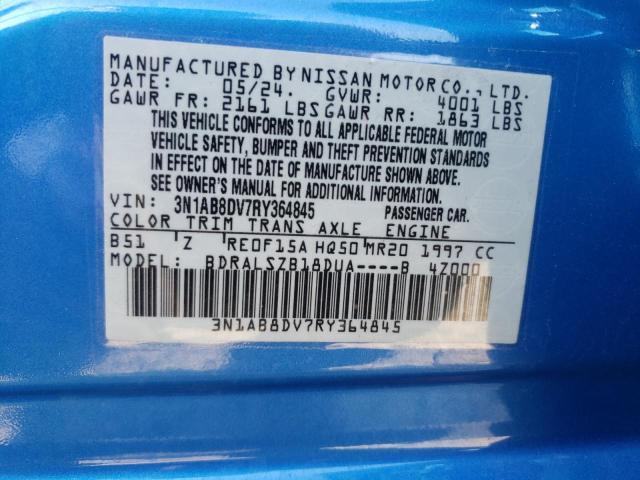 MANUFACTURED BY NISSAN MOTOR CO., LTD.
DATE: 05/24. GVWR: 4001 LBS
GAWR FR: 2161 LBS GAWR RR: 1863 LBS
THIS VEHICLE CONFORMS TO ALL APPLICABLE FEDERAL MOTOR
VEHICLE SAFETY, BUMPER AND THEFT PREVENTION STANDARDS
IN EFFECT ON THE DATE OF MANUFACTURE SHOWN ABOVE.
SEE OWNER'S MANUAL FOR ADDITIONAL INFORMATION.
VIN: 3N1AB8DV7RY364845 PASSENGER CAR.
COLOR TRIM TRANS AXLE ENGINE
B51 Z RE0F15A HQ50 MR20 1997 CC
MODEL: BDRALSZB18DUA----B 4Z000
3N1AB8DV7RY364845